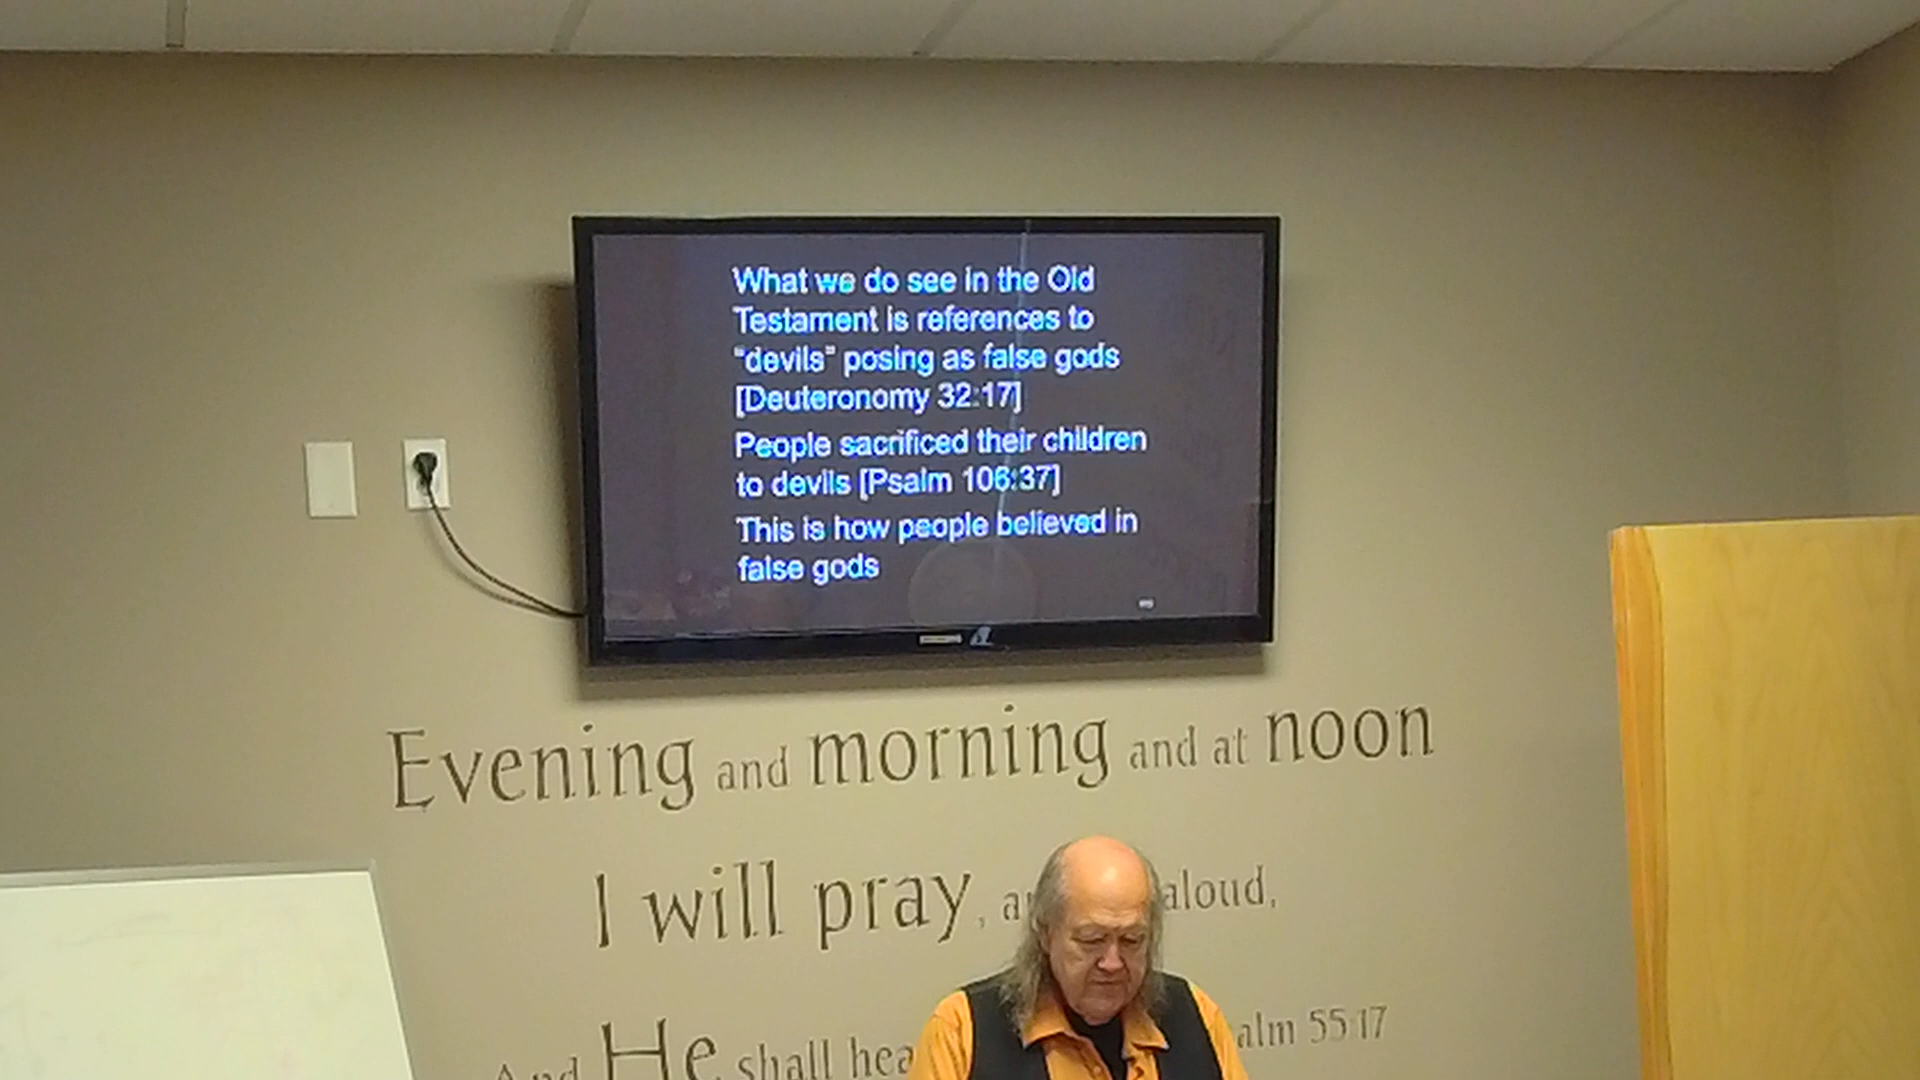 What we do see in the Old
Testament is references to
"devils" posing as false gods
[Deuteronomy 32:17]
People sacrificed their children
to devils [Psalm 106:37]
This is how people believed in
false gods
Evening and morning and at noon
I will pray, aloud,
And He shall 55:17